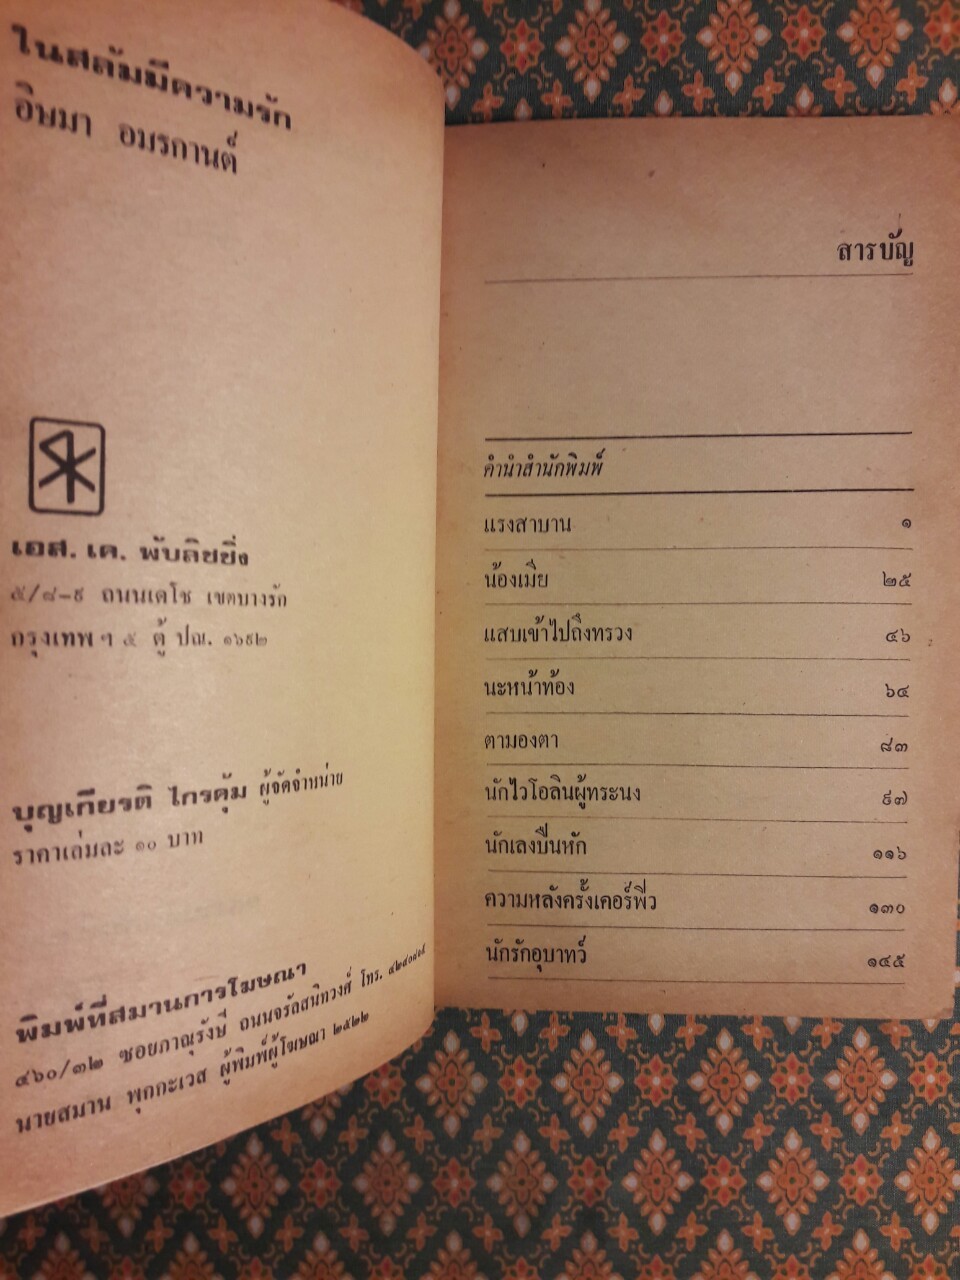 ในสลัมมีความรัก
อิษมา อมรกานต์
เอส. เค. พับลิชชิ่ง
๕/๘-๙ ถนนเดโช เขตบางรัก
กรุงเทพฯ ๕ ตู้ ปณ. ๑๖๙๒
บุญเกียรติ ไกรคุ้ม ผู้จัดจำหน่าย
ราคาเล่มละ ๑๐ บาท
พิมพ์ที่สมานการโฆษณา
๔๖๐/๓๒ ซอยภาณุรังษี ถนนจรัลสนิทวงศ์ โทร.
นายสมาน พุกกะเวส ผู้พิมพ์ผู้โฆษณา ๒๕๒๒
สารบัญ
คำนำสำนักพิมพ์
แรงสาบาน ๑
น้องเมีย ๒๕
แสบเข้าไปถึงทรวง ๔๖
นะหน้าท้อง ๖๔
ตามองตา ๘๓
นักไวโอลินผู้ทระนง ๙๗
นักเลงปืนหัก ๑๑๖
ความหลังครั้งเคอร์ฟิว ๑๓๐
นักรักอุบาทว์ ๑๔๕